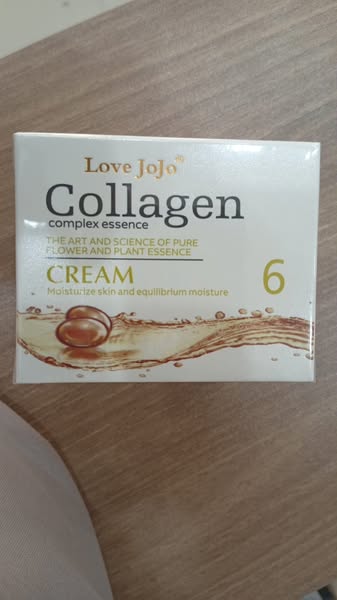 Love JoJo®
Collagen
complex essence
THE ART AND SCIENCE OF PURE
FLOWER AND PLANT ESSENCE
CREAM
6
Moisturize skin and equilibrium moisture